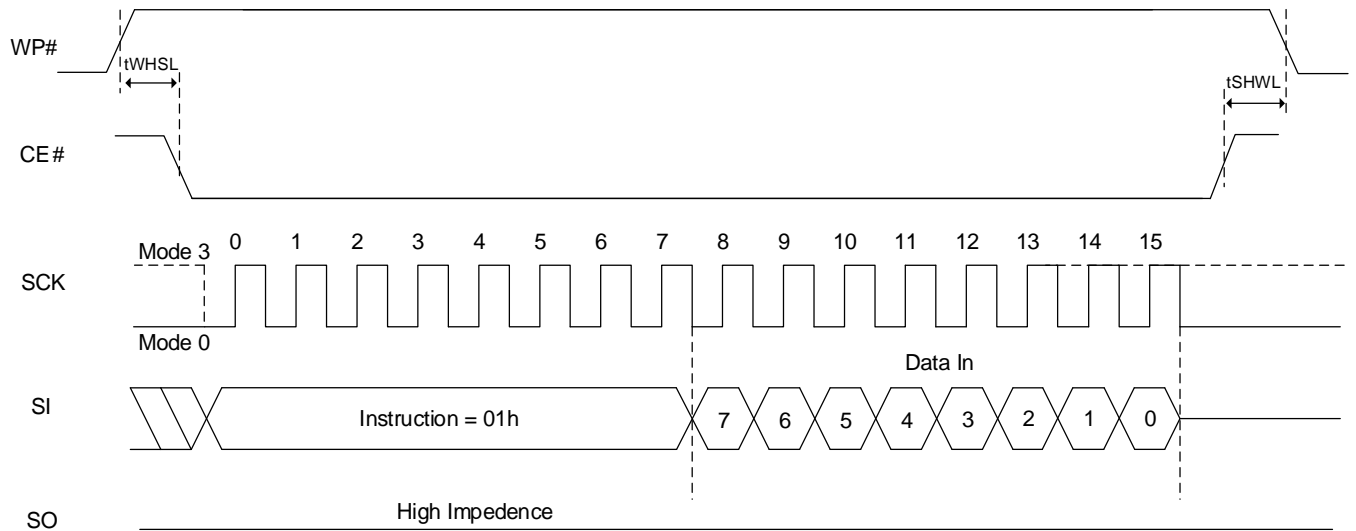 WP#
tWHSL
tSHWL
CE#
0 1 2 3 4 5 6 7 8 9 10 11 12 13 14 15
Mode 3
SCK
Mode 0
Data In
SI
Instruction = 01h
7 6 5 4 3 2 1 0
High Impedence
SO